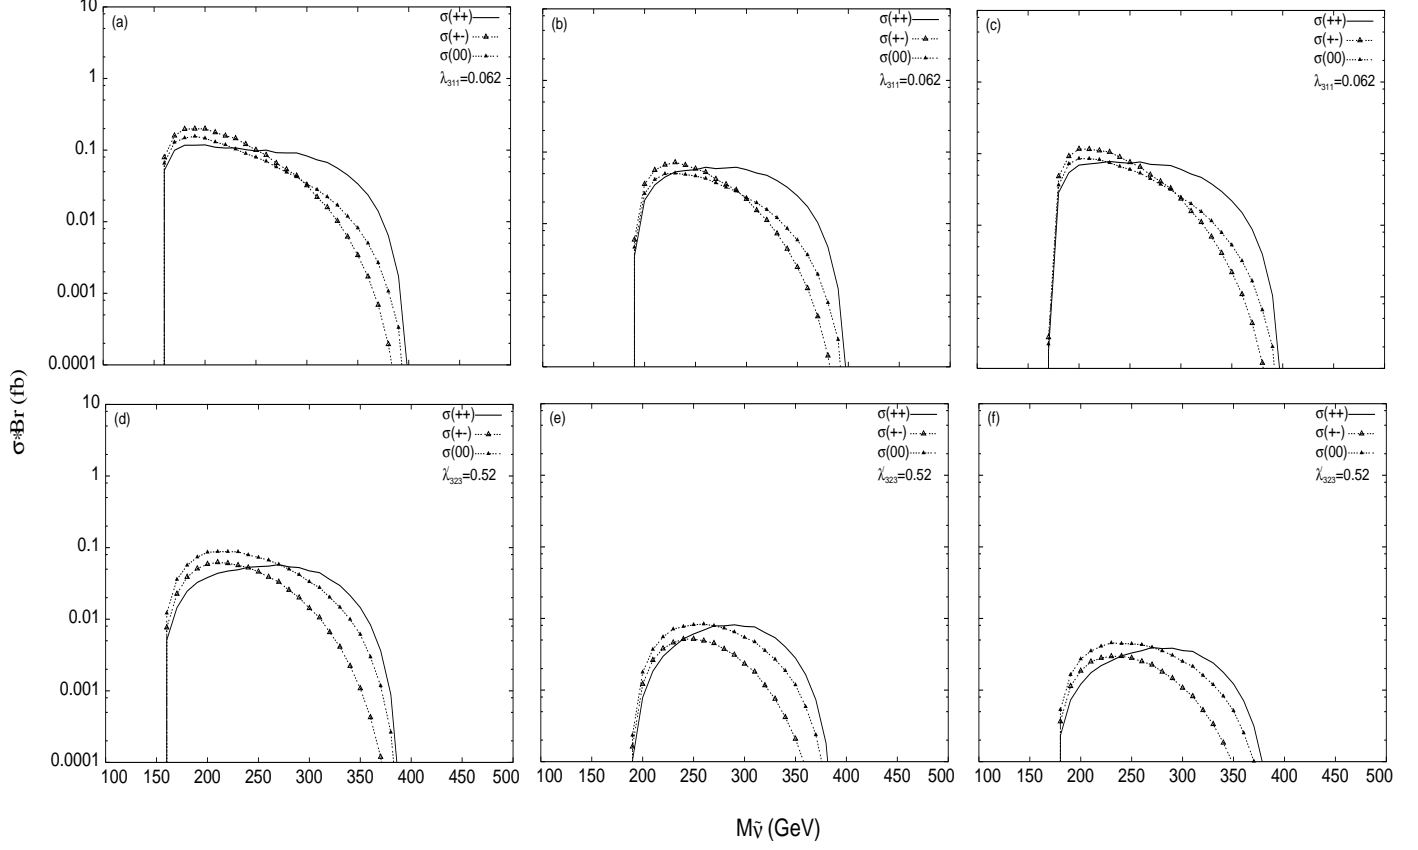 10
1
0.1
0.01
0.001
0.0001
(a)
σ(++)
σ(+-)
σ(00)
λ₃₁₁=0.062
(b)
σ(++)
σ(+-)
σ(00)
λ₃₁₁=0.062
(c)
σ(++)
σ(+-)
σ(00)
λ₃₁₁=0.062
σ*Br (fb)
10
1
0.1
0.01
0.001
0.0001
(d)
σ(++)
σ(+-)
σ(00)
λ′₃₂₃=0.52
100 150 200 250 300 350 400 450 500
(e)
σ(++)
σ(+-)
σ(00)
λ′₃₂₃=0.52
100 150 200 250 300 350 400 450 500
(f)
σ(++)
σ(+-)
σ(00)
λ′₃₂₃=0.52
100 150 200 250 300 350 400 450 500
Mν̃ (GeV)